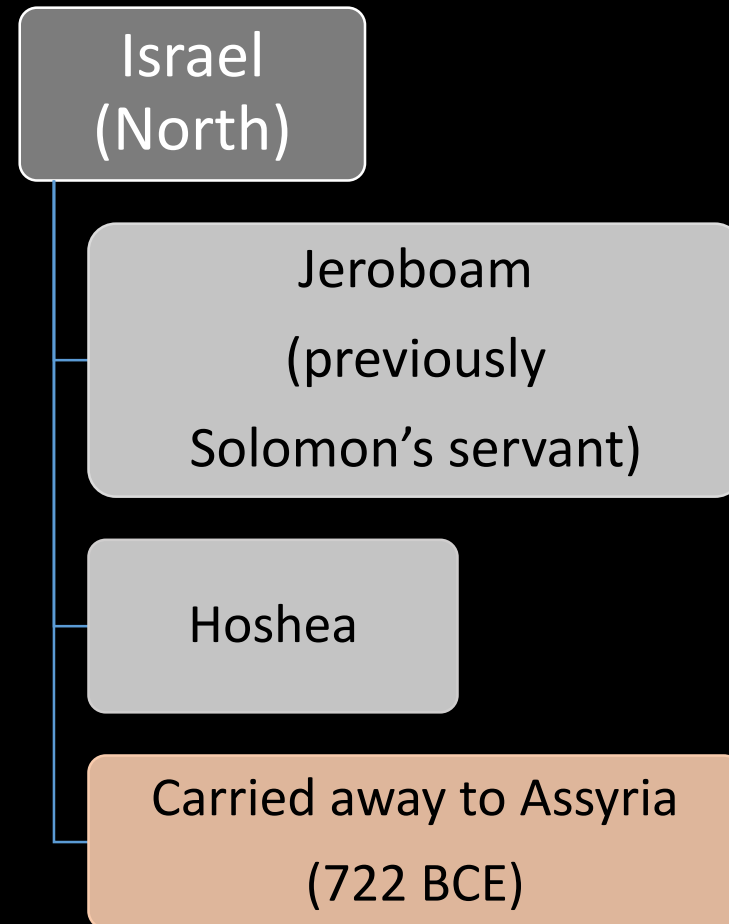 Israel
(North)
Jeroboam
(previously
Solomon’s servant)
Hoshea
Carried away to Assyria
(722 BCE)